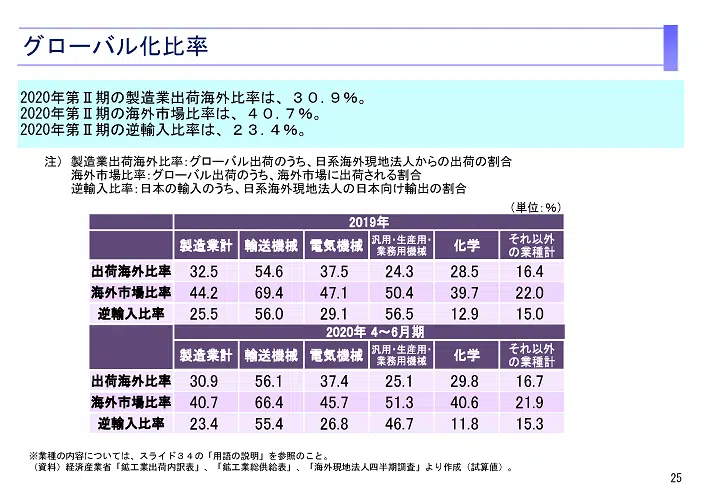 グローバル化比率
2020年第Ⅱ期の製造業出荷海外比率は、３０．９％。
2020年第Ⅱ期の海外市場比率は、４０．７％。
2020年第Ⅱ期の逆輸入比率は、２３．４％。
注） 製造業出荷海外比率：グローバル出荷のうち、日系海外現地法人からの出荷の割合
海外市場比率：グローバル出荷のうち、海外市場に出荷される割合
逆輸入比率：日本の輸入のうち、日系海外現地法人の日本向け輸出の割合
（単位：％）
2019年
製造業計 輸送機械 電気機械 汎用・生産用・業務用機械 化学 それ以外の業種計
出荷海外比率 32.5 54.6 37.5 24.3 28.5 16.4
海外市場比率 44.2 69.4 47.1 50.4 39.7 22.0
逆輸入比率 25.5 56.0 29.1 56.5 12.9 15.0
2020年 4～6月期
製造業計 輸送機械 電気機械 汎用・生産用・業務用機械 化学 それ以外の業種計
出荷海外比率 30.9 56.1 37.4 25.1 29.8 16.7
海外市場比率 40.7 66.4 45.7 51.3 40.6 21.9
逆輸入比率 23.4 55.4 26.8 46.7 11.8 15.3
※業種の内容については、スライド３４の「用語の説明」を参照のこと。
（資料）経済産業省「鉱工業出荷内訳表」、「鉱工業総供給表」、「海外現地法人四半期調査」より作成（試算値）。
25